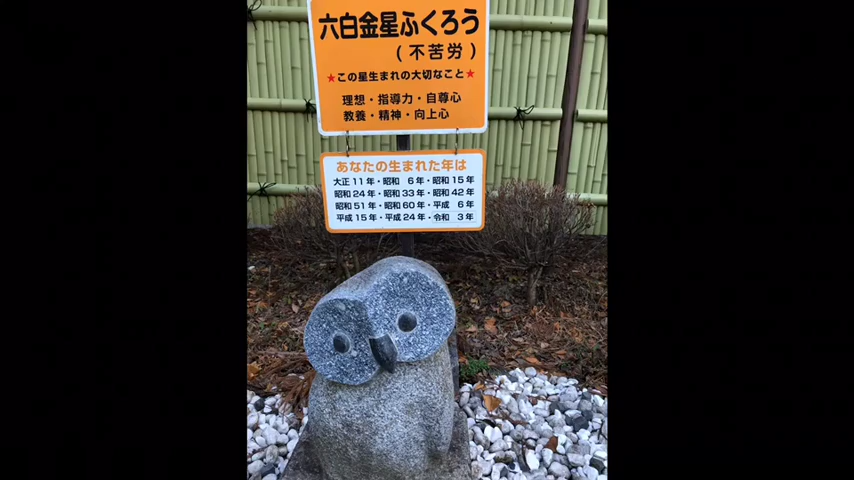 六白金星ふくろう
(不苦労)
★この星生まれの大切なこと★
理想・指導力・自尊心
教養・精神・向上心
あなたの生まれた年は
大正11年・昭和 6年・昭和15年
昭和24年・昭和33年・昭和42年
昭和51年・昭和60年・平成 6年
平成15年・平成24年・令和 3年